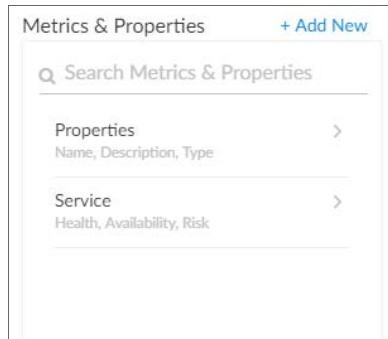 Metrics & Properties + Add New
Search Metrics & Properties
Properties
Name, Description, Type
Service
Health, Availability, Risk